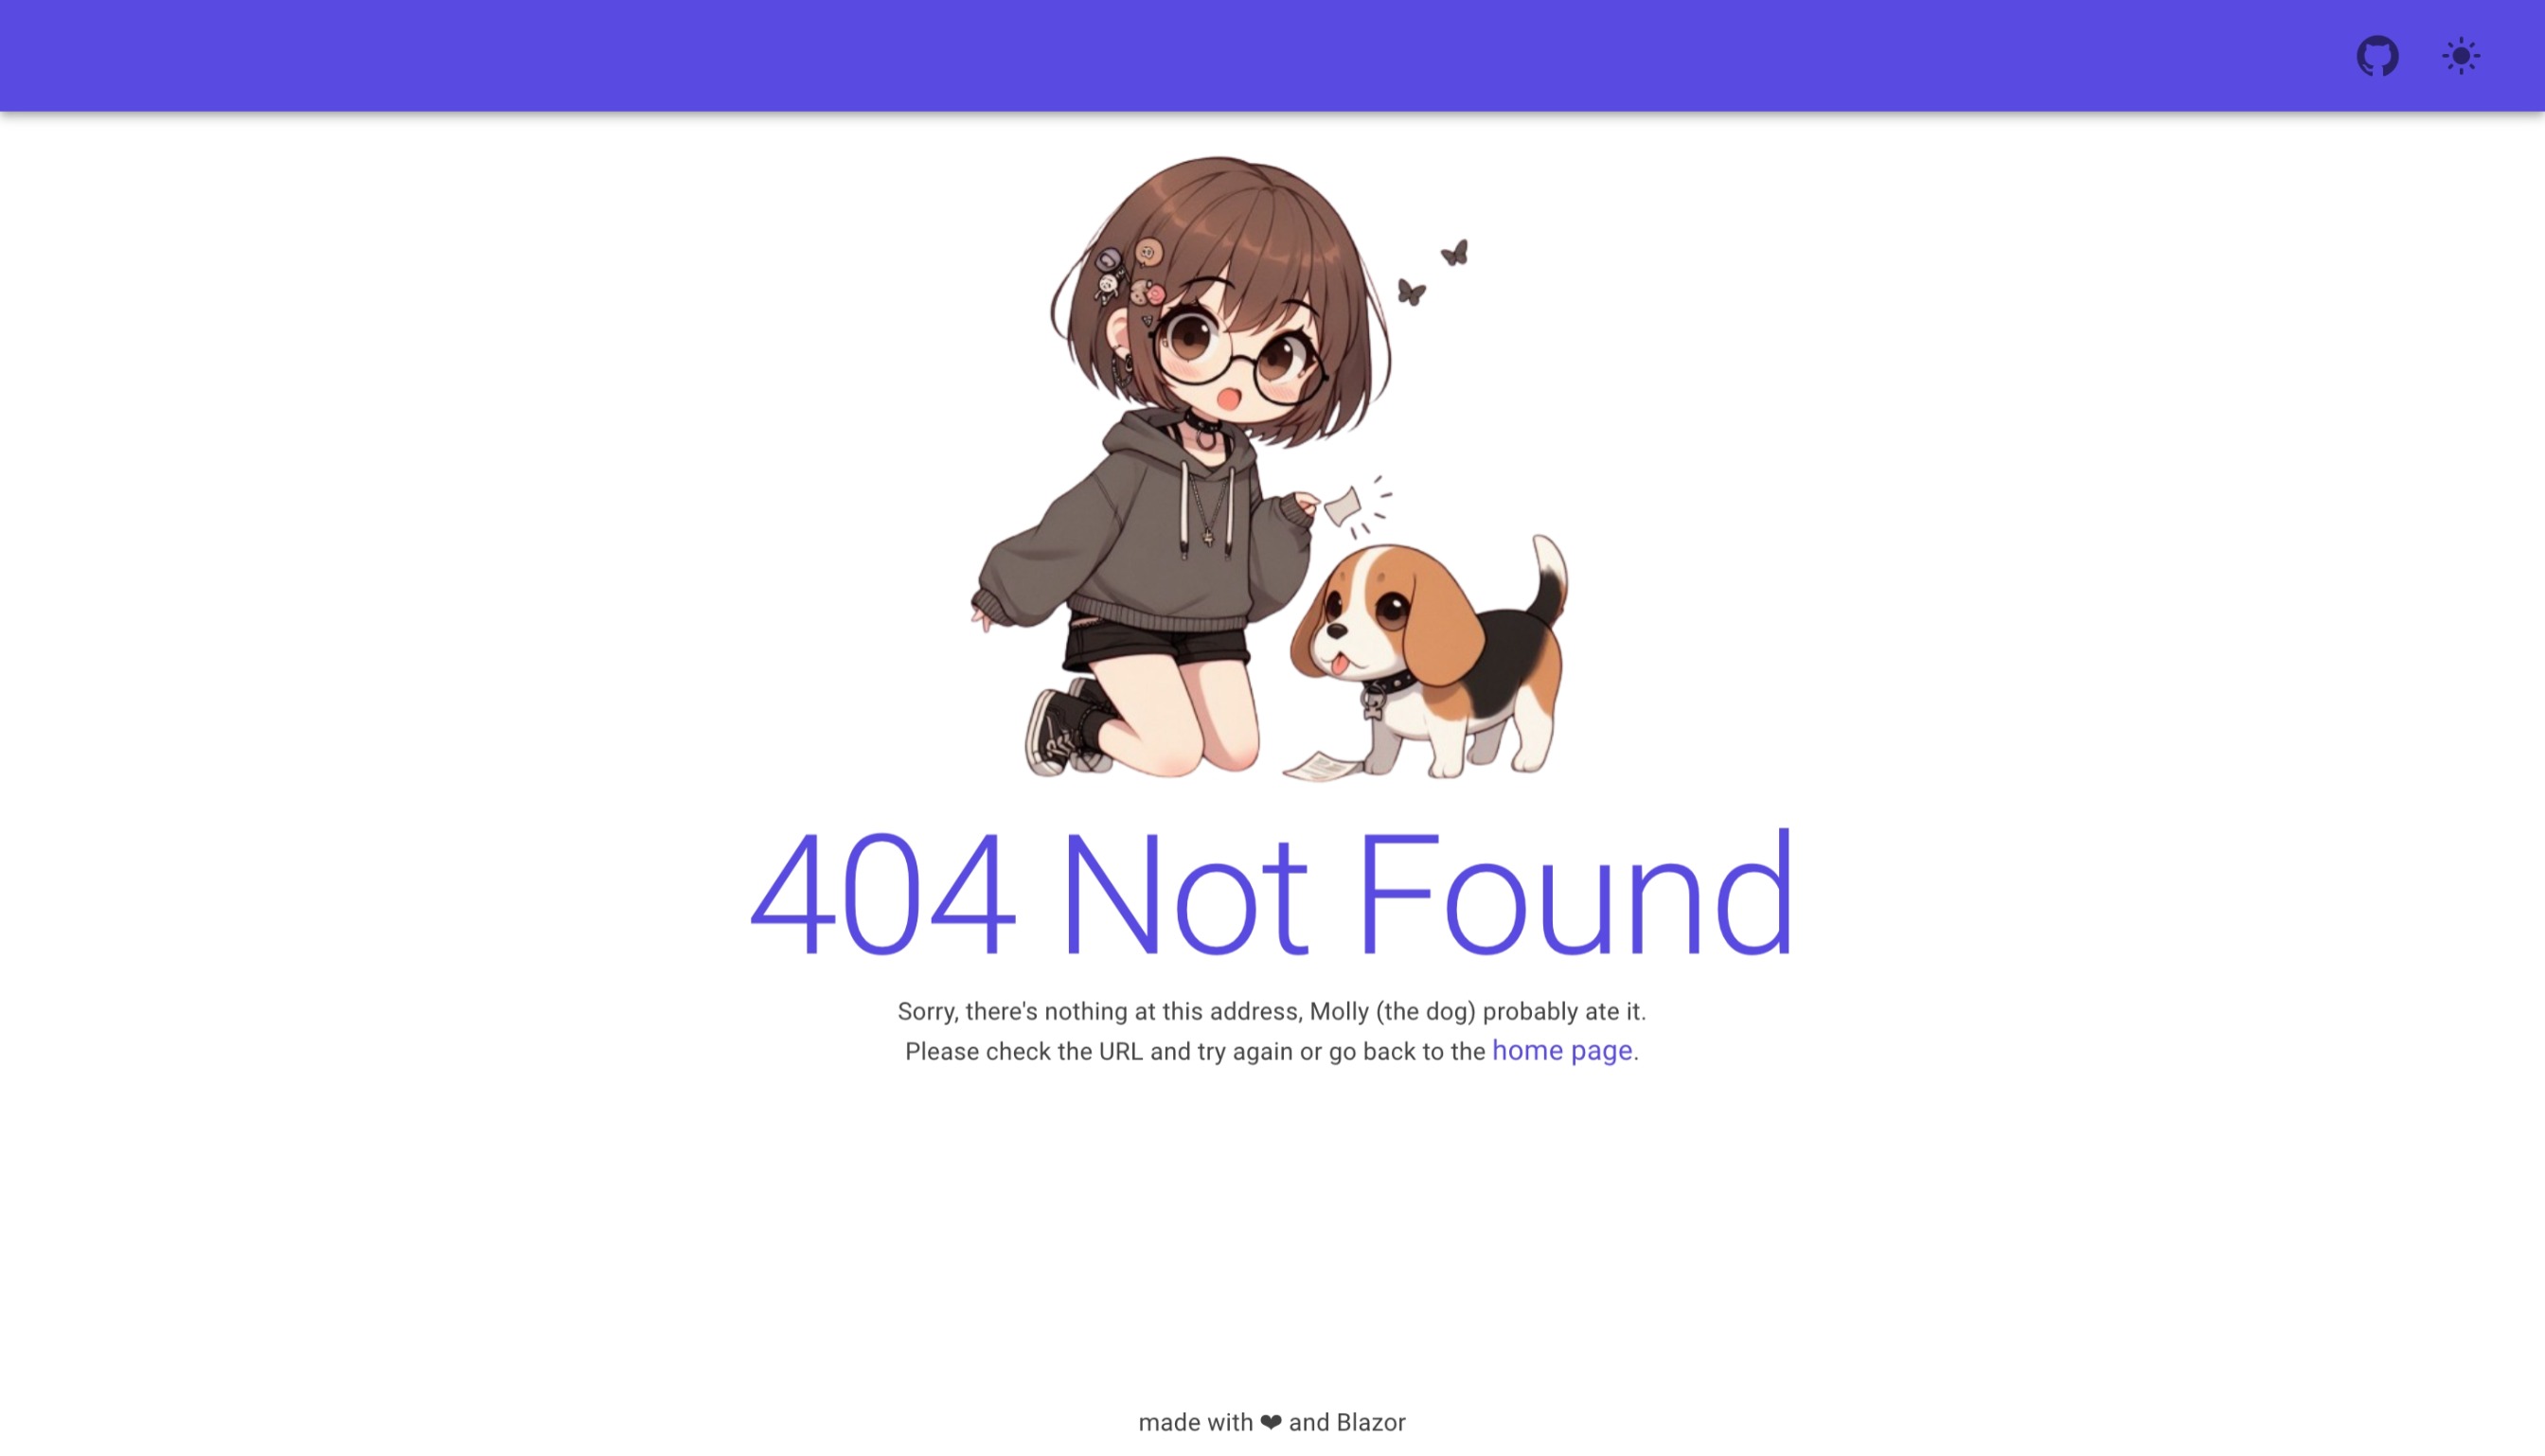 404 Not Found
Sorry, there's nothing at this address, Molly (the dog) probably ate it.
Please check the URL and try again or go back to the home page.
made with ❤ and Blazor